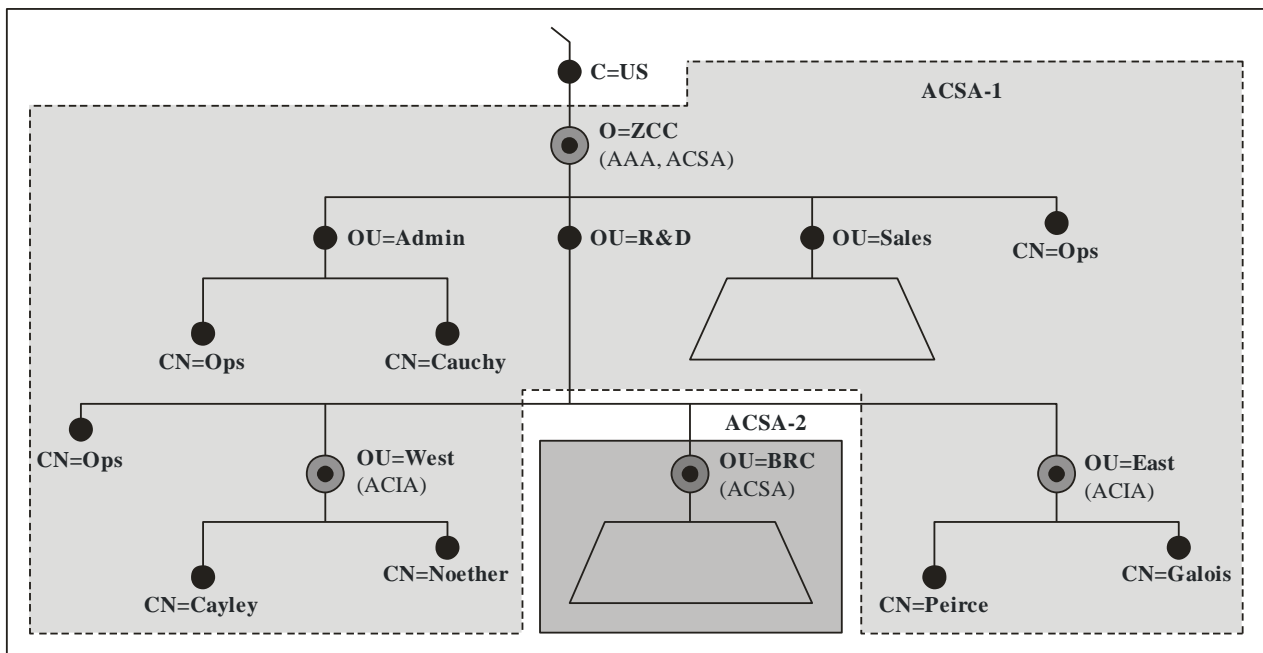 C=US
ACSA-1
O=ZCC
(AAA, ACSA)
OU=Admin
OU=R&D
OU=Sales
CN=Ops
CN=Ops
CN=Cauchy
ACSA-2
CN=Ops
OU=West
(ACIA)
OU=BRC
(ACSA)
OU=East
(ACIA)
CN=Noether
CN=Galois
CN=Cayley
CN=Peirce